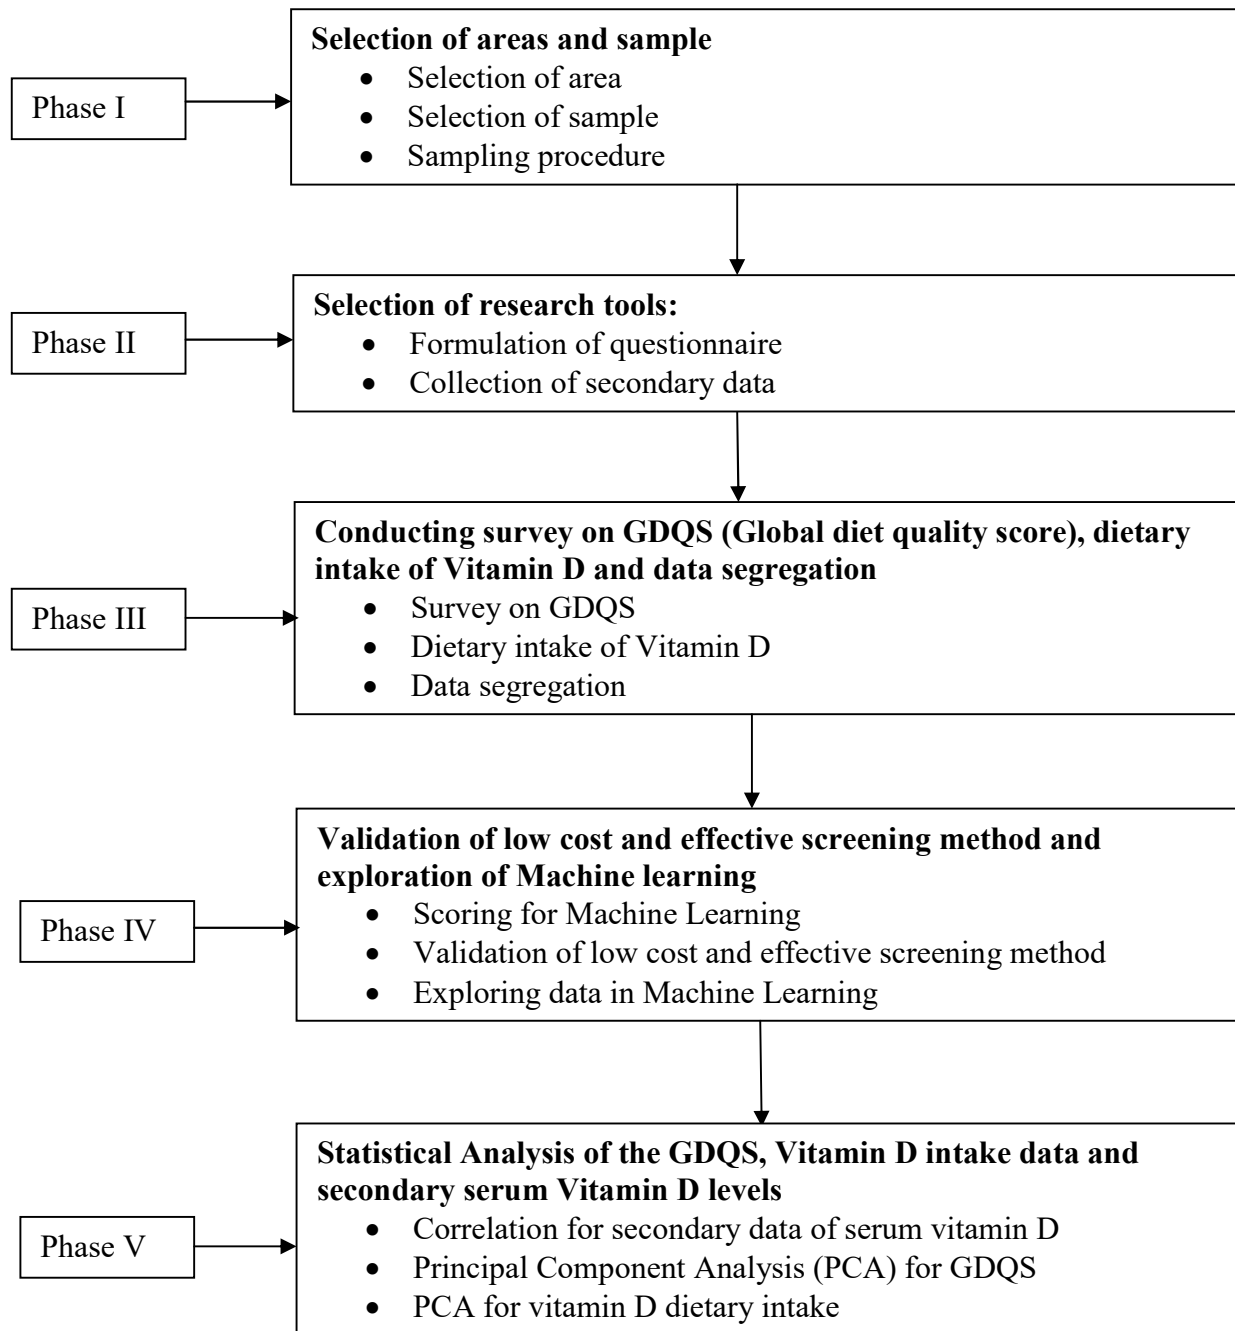 Selection of areas and sample
• Selection of area
Phase I
• Selection of sample
• Sampling procedure
Selection of research tools:
Phase II
• Formulation of questionnaire
• Collection of secondary data
Conducting survey on GDQS (Global diet quality score), dietary
intake of Vitamin D and data segregation
Phase III
• Survey on GDQS
• Dietary intake of Vitamin D
• Data segregation
Validation of low cost and effective screening method and
exploration of Machine learning
Phase IV
• Scoring for Machine Learning
• Validation of low cost and effective screening method
• Exploring data in Machine Learning
Statistical Analysis of the GDQS, Vitamin D intake data and
secondary serum Vitamin D levels
Phase V
• Correlation for secondary data of serum vitamin D
• Principal Component Analysis (PCA) for GDQS
• PCA for vitamin D dietary intake